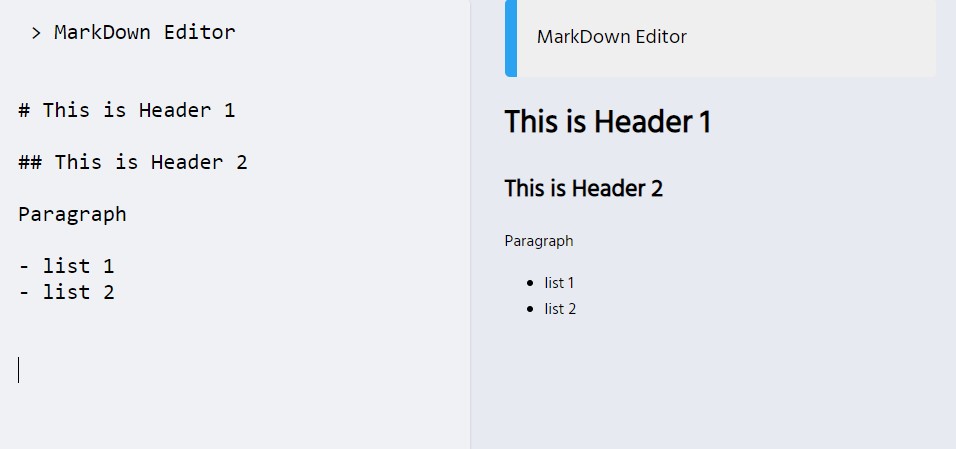 > MarkDown Editor
# This is Header 1
## This is Header 2
Paragraph
- list 1
- list 2
MarkDown Editor
This is Header 1
This is Header 2
Paragraph
• list 1
• list 2